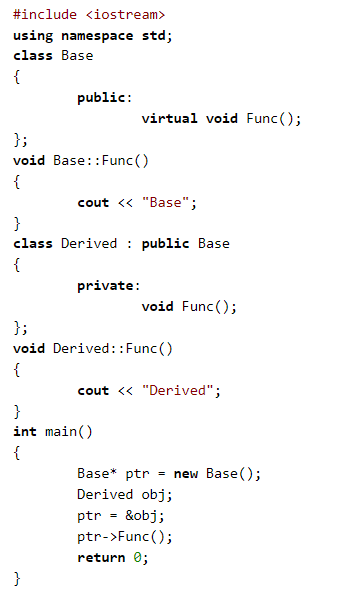 #include <iostream>
using namespace std;
class Base
{
        public:
                virtual void Func();
};
void Base::Func()
{
        cout << "Base";
}
class Derived : public Base
{
        private:
                void Func();
};
void Derived::Func()
{
        cout << "Derived";
}
int main()
{
        Base* ptr = new Base();
        Derived obj;
        ptr = &obj;
        ptr->Func();
        return 0;
}